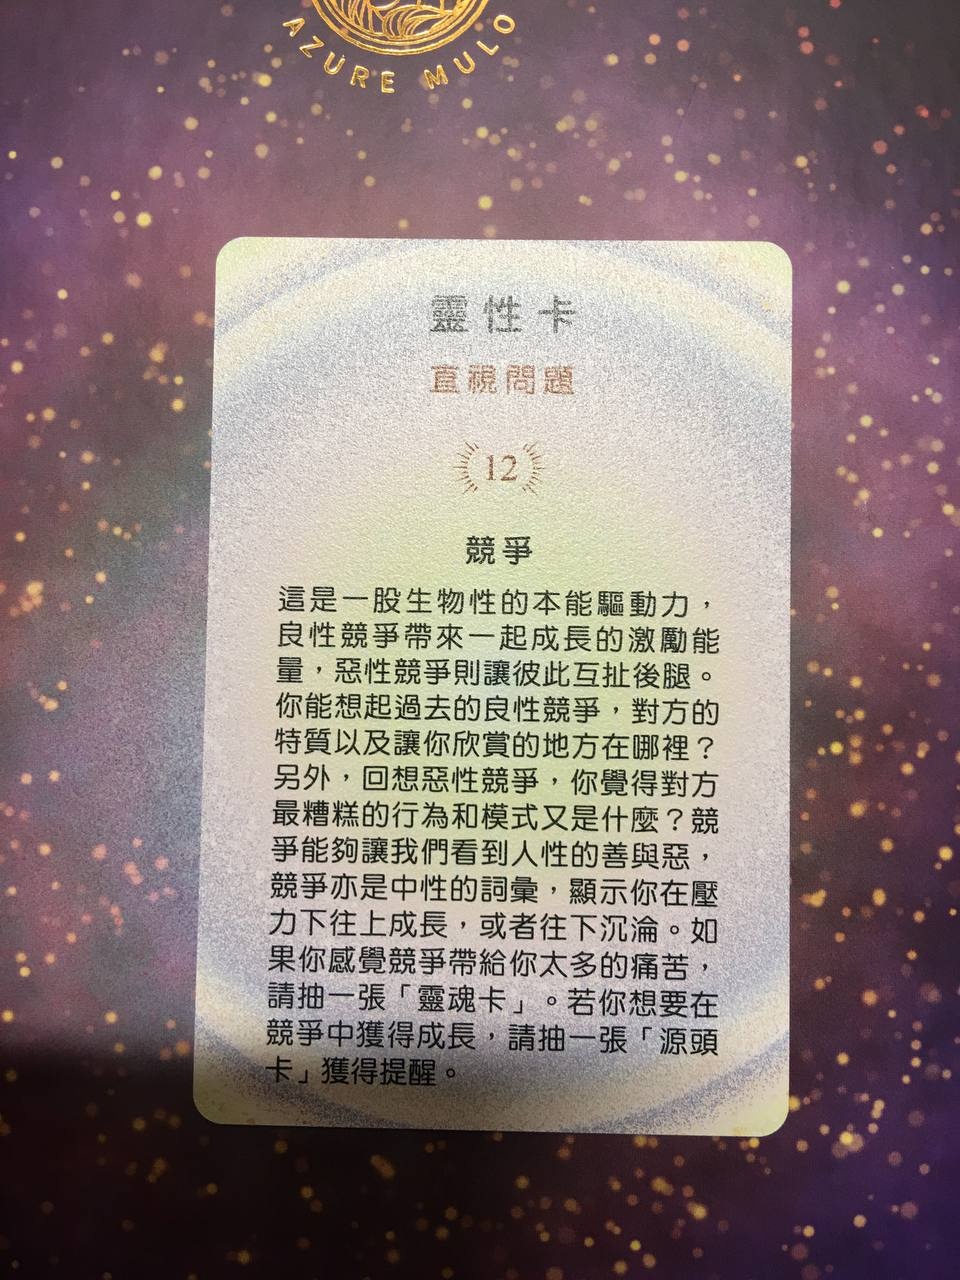 AZURE MULO
靈性卡
直視問題
12
競爭
這是一股生物性的本能驅動力，
良性競爭帶來一起成長的激勵能
量，惡性競爭則讓彼此互扯後腿。
你能想起過去的良性競爭，對方的
特質以及讓你欣賞的地方在哪裡？
另外，回想惡性競爭，你覺得對方
最糟糕的行為和模式又是什麼？競
爭能夠讓我們看到人性的善與惡，
競爭亦是中性的詞彙，顯示你在壓
力下往上成長，或者往下沉淪。如
果你感覺競爭帶給你太多的痛苦，
請抽一張「靈魂卡」。若你想要在
競爭中獲得成長，請抽一張「源頭
卡」獲得提醒。